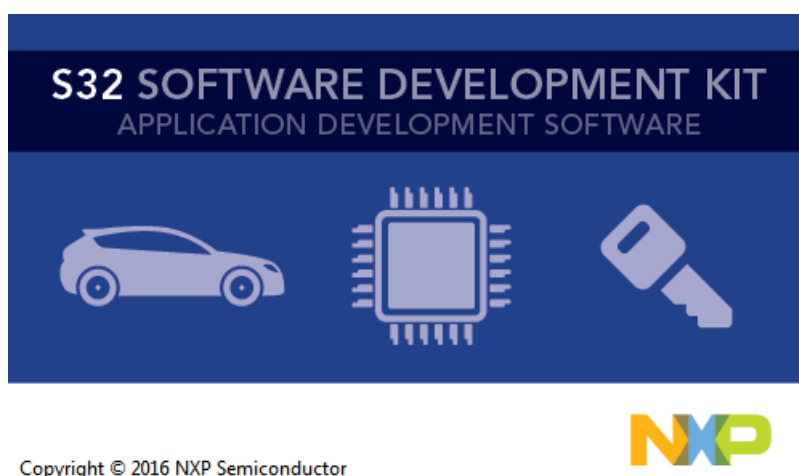 S32 SOFTWARE DEVELOPMENT KIT
APPLICATION DEVELOPMENT SOFTWARE
NXP
Copyright © 2016 NXP Semiconductor